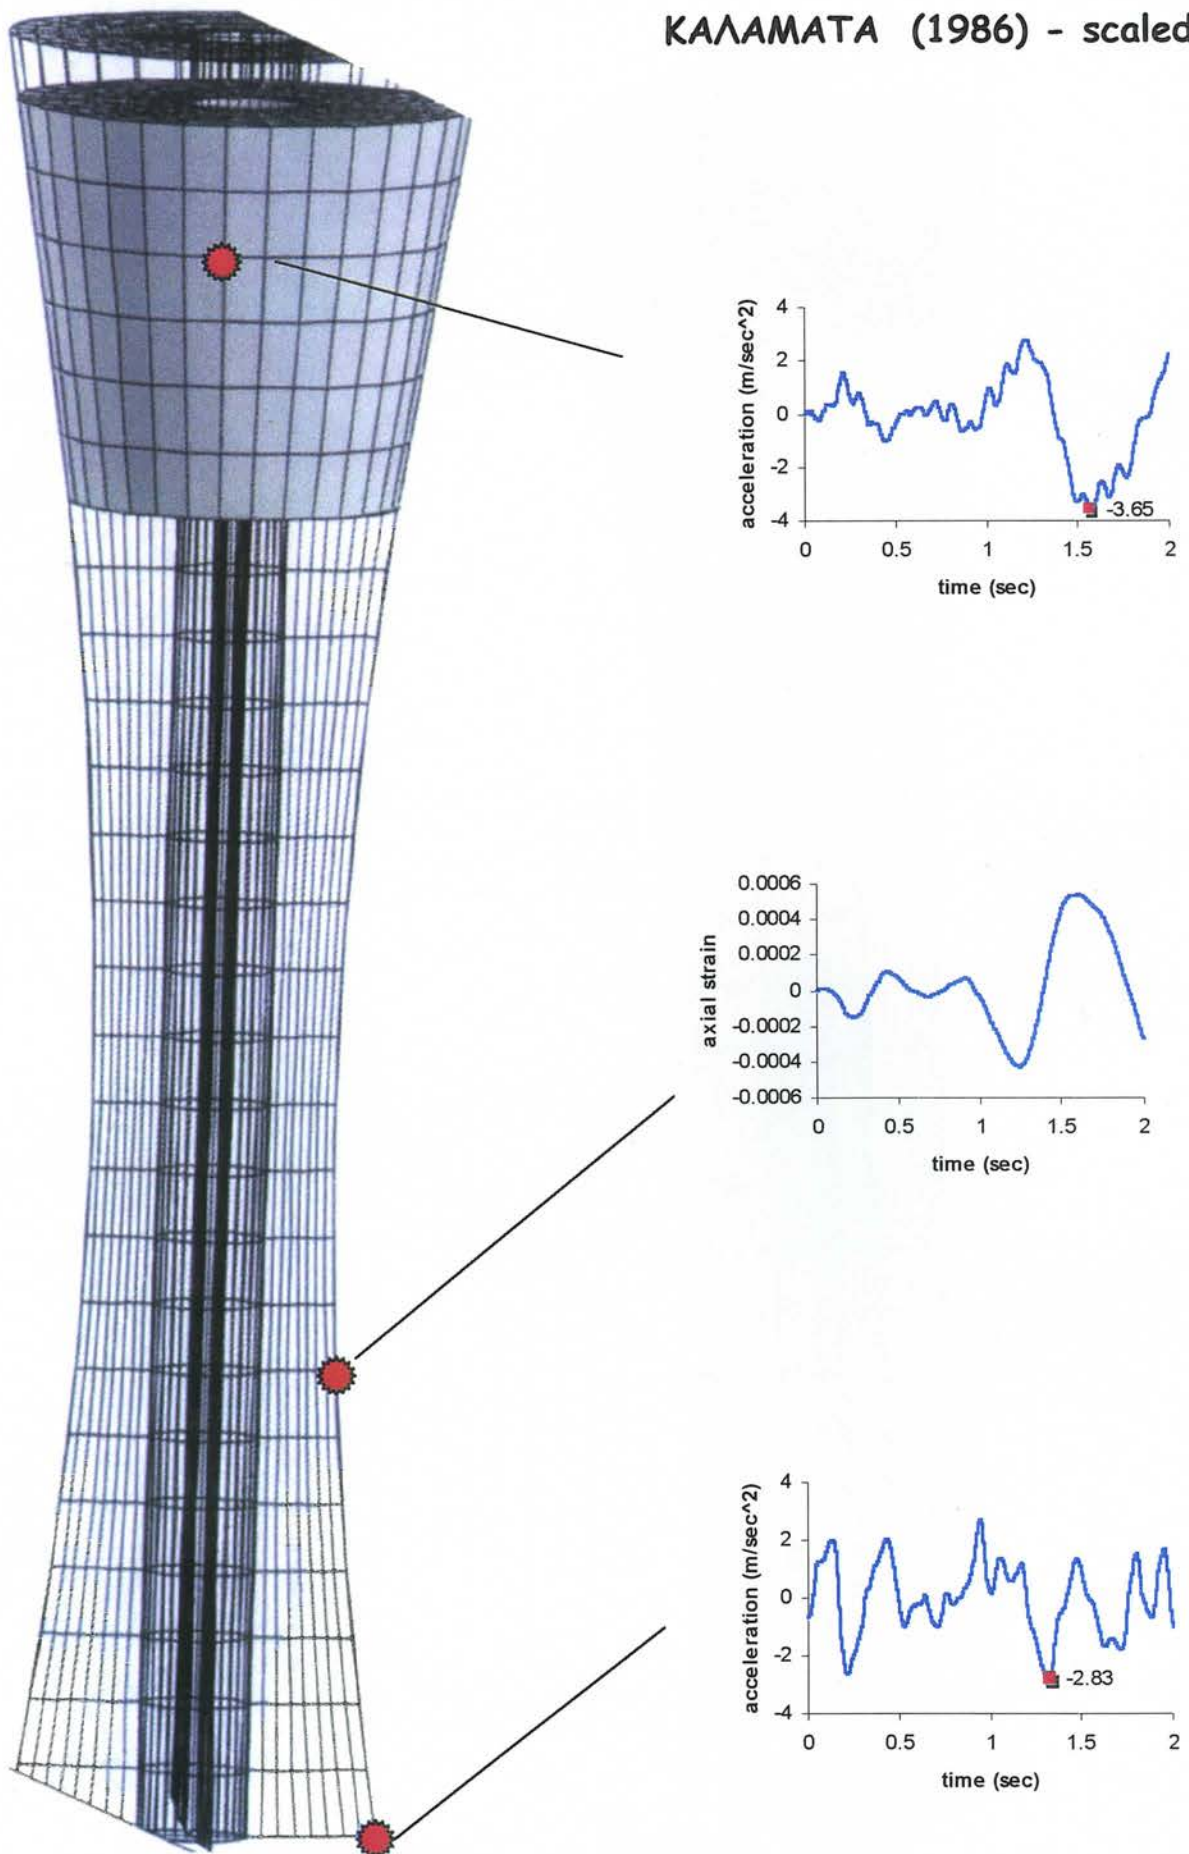 ΚΑΛΑΜΑΤΑ (1986) - scaled
acceleration (m/sec^2)
4
2
0
-2
-4
-3.65
0 0.5 1 1.5 2
time (sec)
axial strain
0.0006
0.0004
0.0002
0
-0.0002
-0.0004
-0.0006
0 0.5 1 1.5 2
time (sec)
acceleration (m/sec^2)
4
2
0
-2
-4
-2.83
0 0.5 1 1.5 2
time (sec)